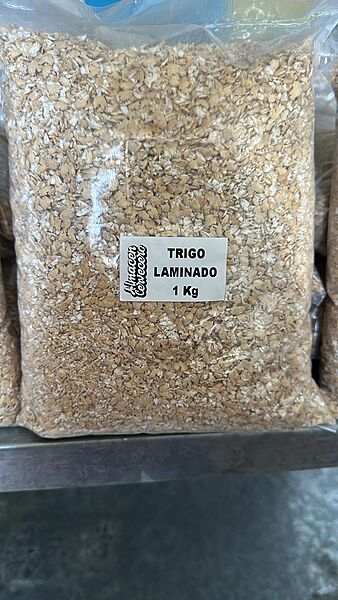 Almacen
Cervecero
TRIGO
LAMINADO
1 Kg